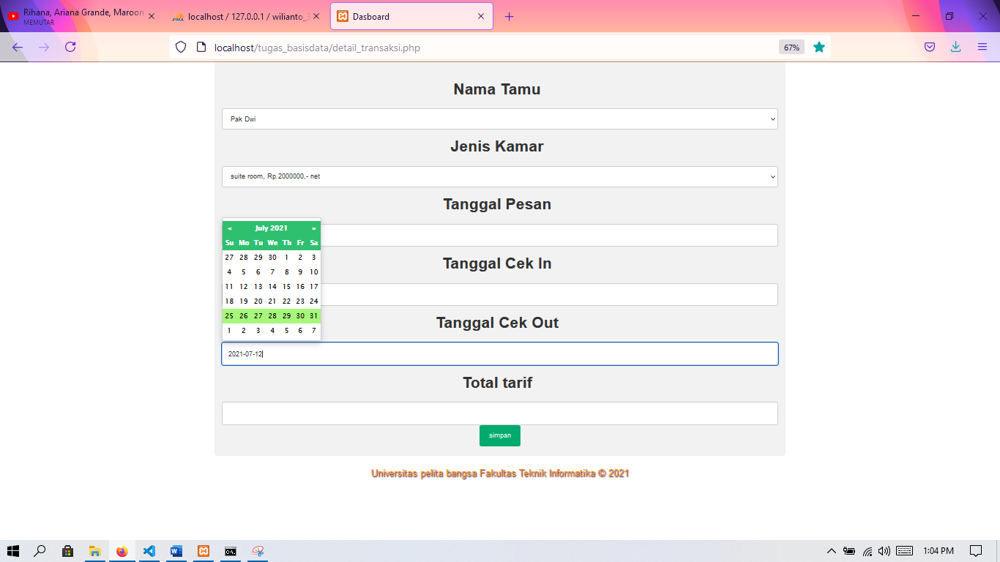 Rihana, Ariana Grande, Maroon
MEMUTAR
localhost / 127.0.0.1 / wilianto_3
Dasboard
localhost/tugas_basisdata/detail_transaksi.php
67%
Nama Tamu
Pak Dwi
Jenis Kamar
suite room, Rp.2000000,- net
Tanggal Pesan
« July 2021 »
Su Mo Tu We Th Fr Sa
27 28 29 30 1 2 3
4 5 6 7 8 9 10
11 12 13 14 15 16 17
18 19 20 21 22 23 24
25 26 27 28 29 30 31
1 2 3 4 5 6 7
Tanggal Cek In
Tanggal Cek Out
2021-07-12
Total tarif
simpan
Universitas pelita bangsa Fakultas Teknik Informatika © 2021
1:04 PM